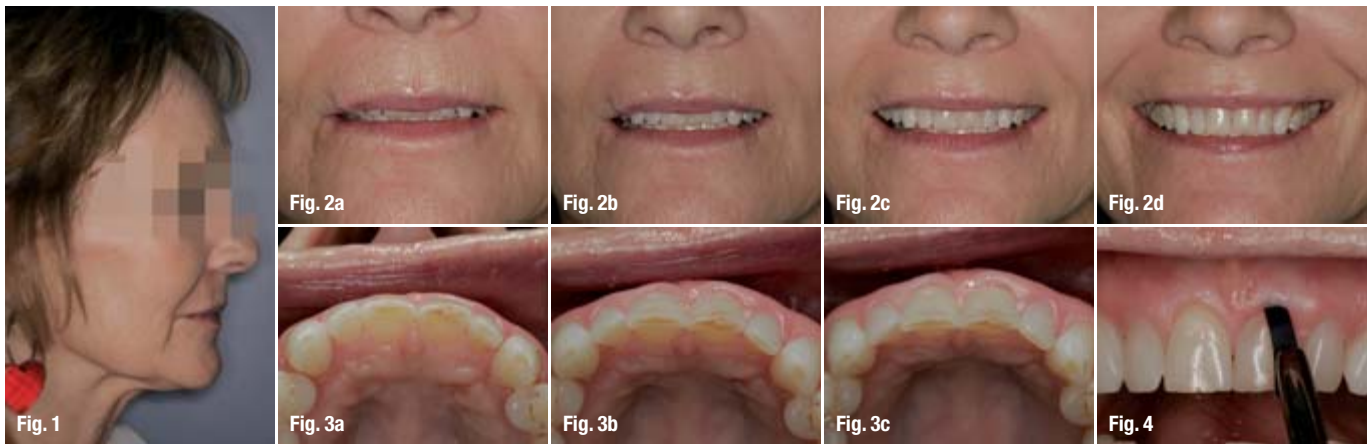 Fig. 1
Fig. 2a
Fig. 2b
Fig. 2c
Fig. 2d
Fig. 3a
Fig. 3b
Fig. 3c
Fig. 4